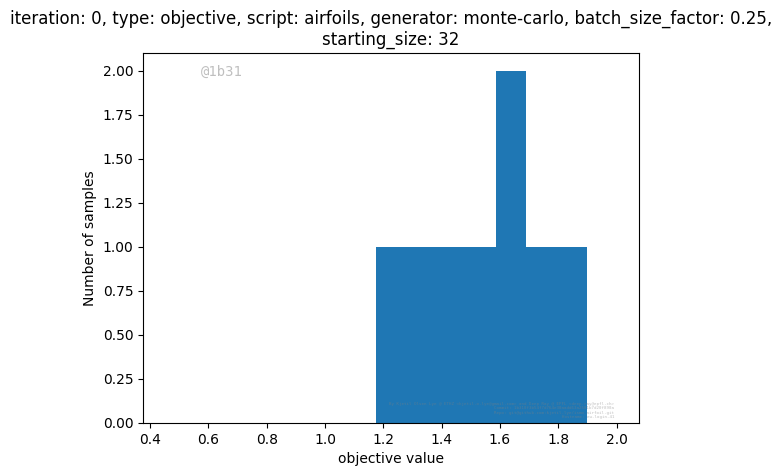 iteration: 0, type: objective, script: airfoils, generator: monte-carlo, batch_size_factor: 0.25,
starting_size: 32
@1b31
2.00
1.75
1.50
1.25
1.00
0.75
0.50
0.25
0.00
Number of samples
0.4 0.6 0.8 1.0 1.2 1.4 1.6 1.8 2.0
objective value